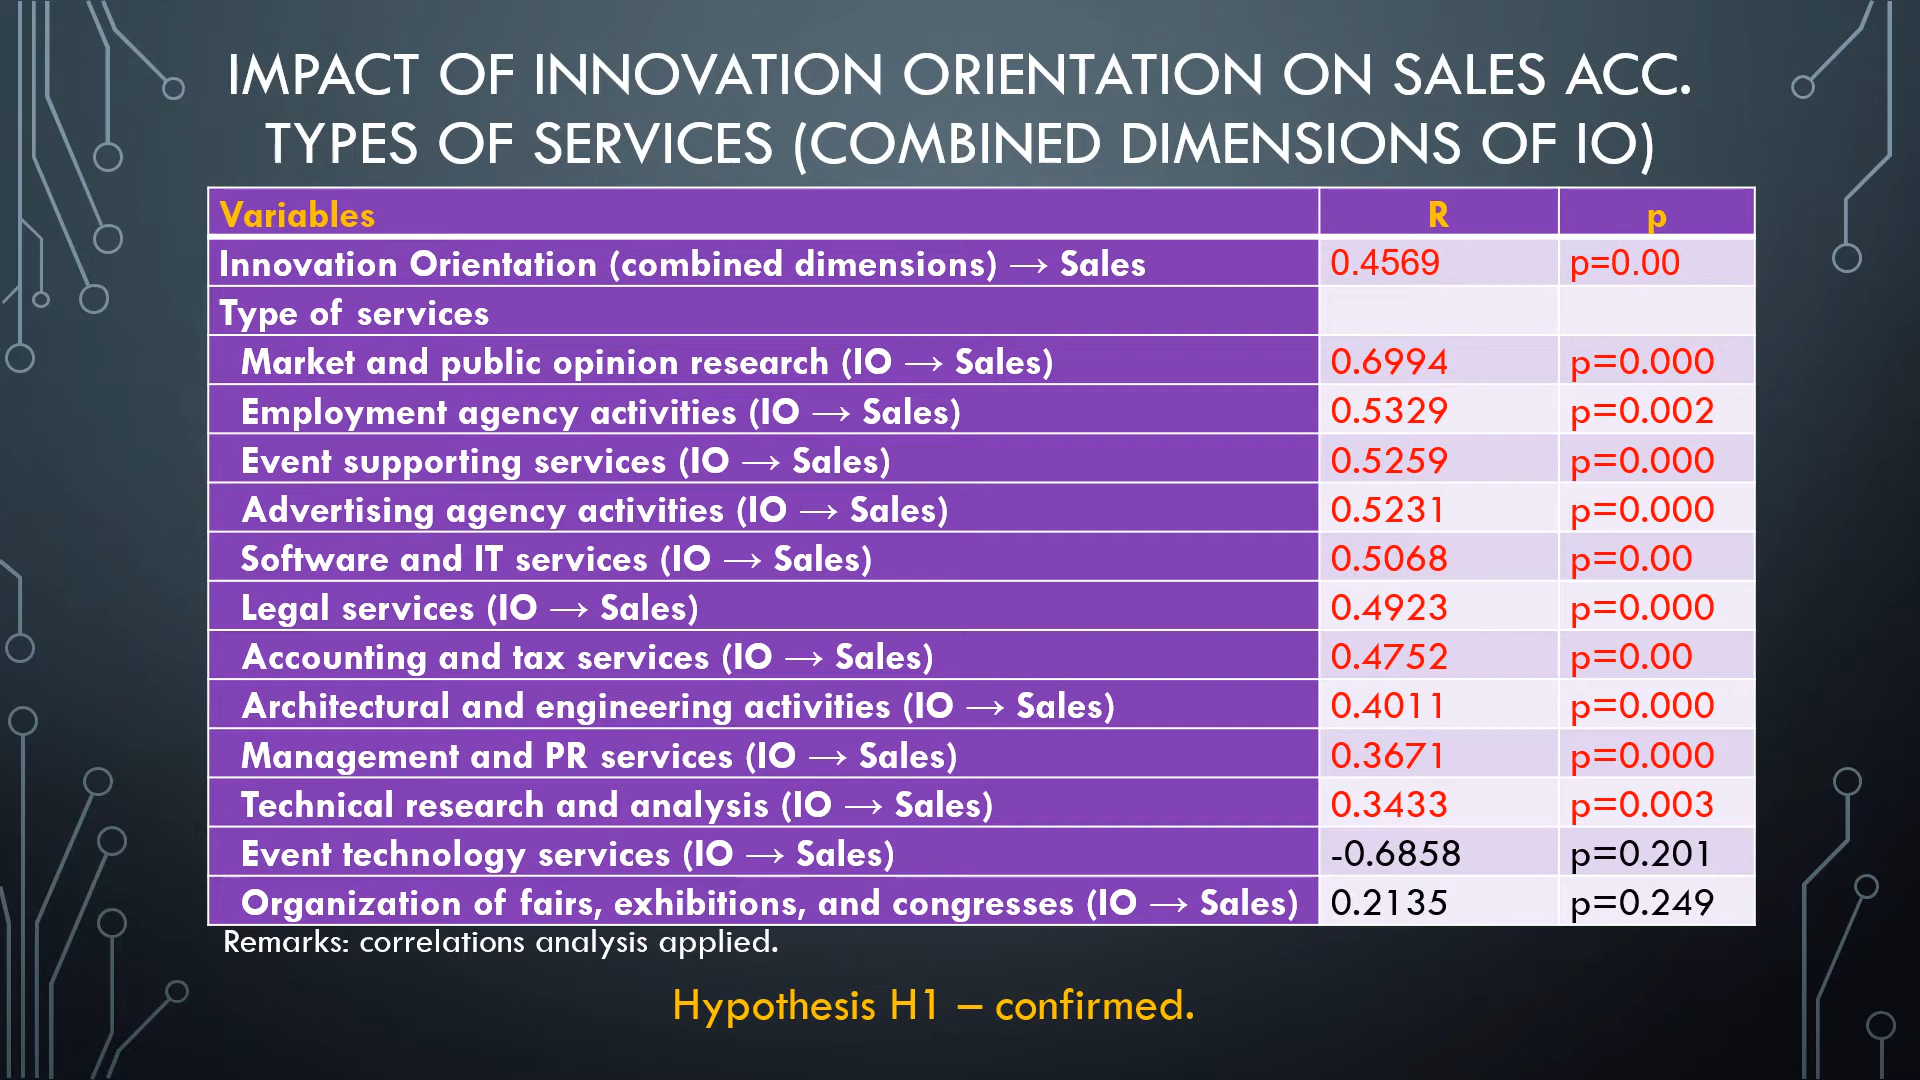 IMPACT OF INNOVATION ORIENTATION ON SALES ACC.
TYPES OF SERVICES (COMBINED DIMENSIONS OF IO)
Variables R p
Innovation Orientation (combined dimensions) → Sales 0.4569 p=0.00
Type of services
Market and public opinion research (IO → Sales) 0.6994 p=0.000
Employment agency activities (IO → Sales) 0.5329 p=0.002
Event supporting services (IO → Sales) 0.5259 p=0.000
Advertising agency activities (IO → Sales) 0.5231 p=0.000
Software and IT services (IO → Sales) 0.5068 p=0.00
Legal services (IO → Sales) 0.4923 p=0.000
Accounting and tax services (IO → Sales) 0.4752 p=0.00
Architectural and engineering activities (IO → Sales) 0.4011 p=0.000
Management and PR services (IO → Sales) 0.3671 p=0.000
Technical research and analysis (IO → Sales) 0.3433 p=0.003
Event technology services (IO → Sales) -0.6858 p=0.201
Organization of fairs, exhibitions, and congresses (IO → Sales) 0.2135 p=0.249
Remarks: correlations analysis applied.
Hypothesis H1 – confirmed.